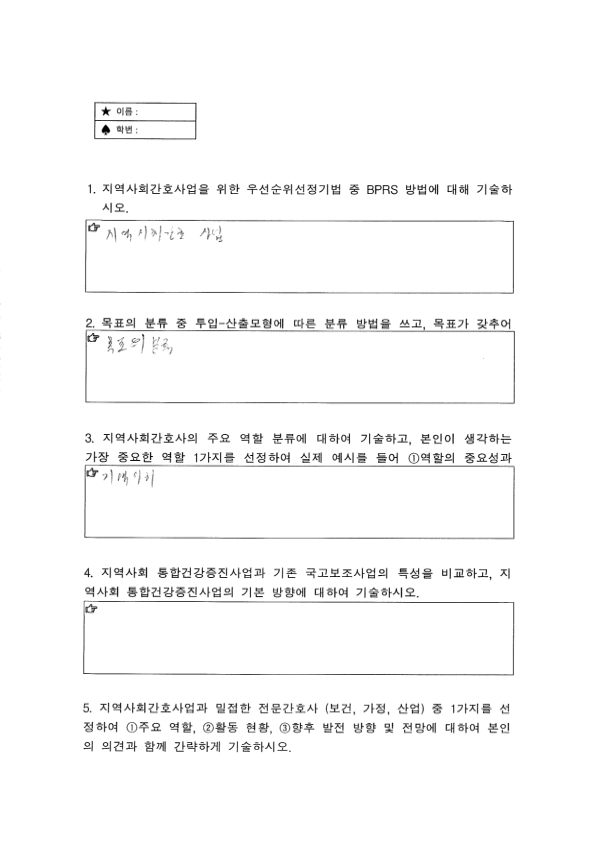 ★ 이름 :
♠ 학번 :
1. 지역사회간호사업을 위한 우선순위선정기법 중 BPRS 방법에 대해 기술하
시오.
☞ 지역사회간호 사업
2. 목표의 분류 중 투입-산출모형에 따른 분류 방법을 쓰고, 목표가 갖추어
☞ 목표의 분류
3. 지역사회간호사의 주요 역할 분류에 대하여 기술하고, 본인이 생각하는
가장 중요한 역할 1가지를 선정하여 실제 예시를 들어 ①역할의 중요성과
☞ 지역사회
4. 지역사회 통합건강증진사업과 기존 국고보조사업의 특성을 비교하고, 지
역사회 통합건강증진사업의 기본 방향에 대하여 기술하시오.
☞
5. 지역사회간호사업과 밀접한 전문간호사 (보건, 가정, 산업) 중 1가지를 선
정하여 ①주요 역할, ②활동 현황, ③향후 발전 방향 및 전망에 대하여 본인
의 의견과 함께 간략하게 기술하시오.